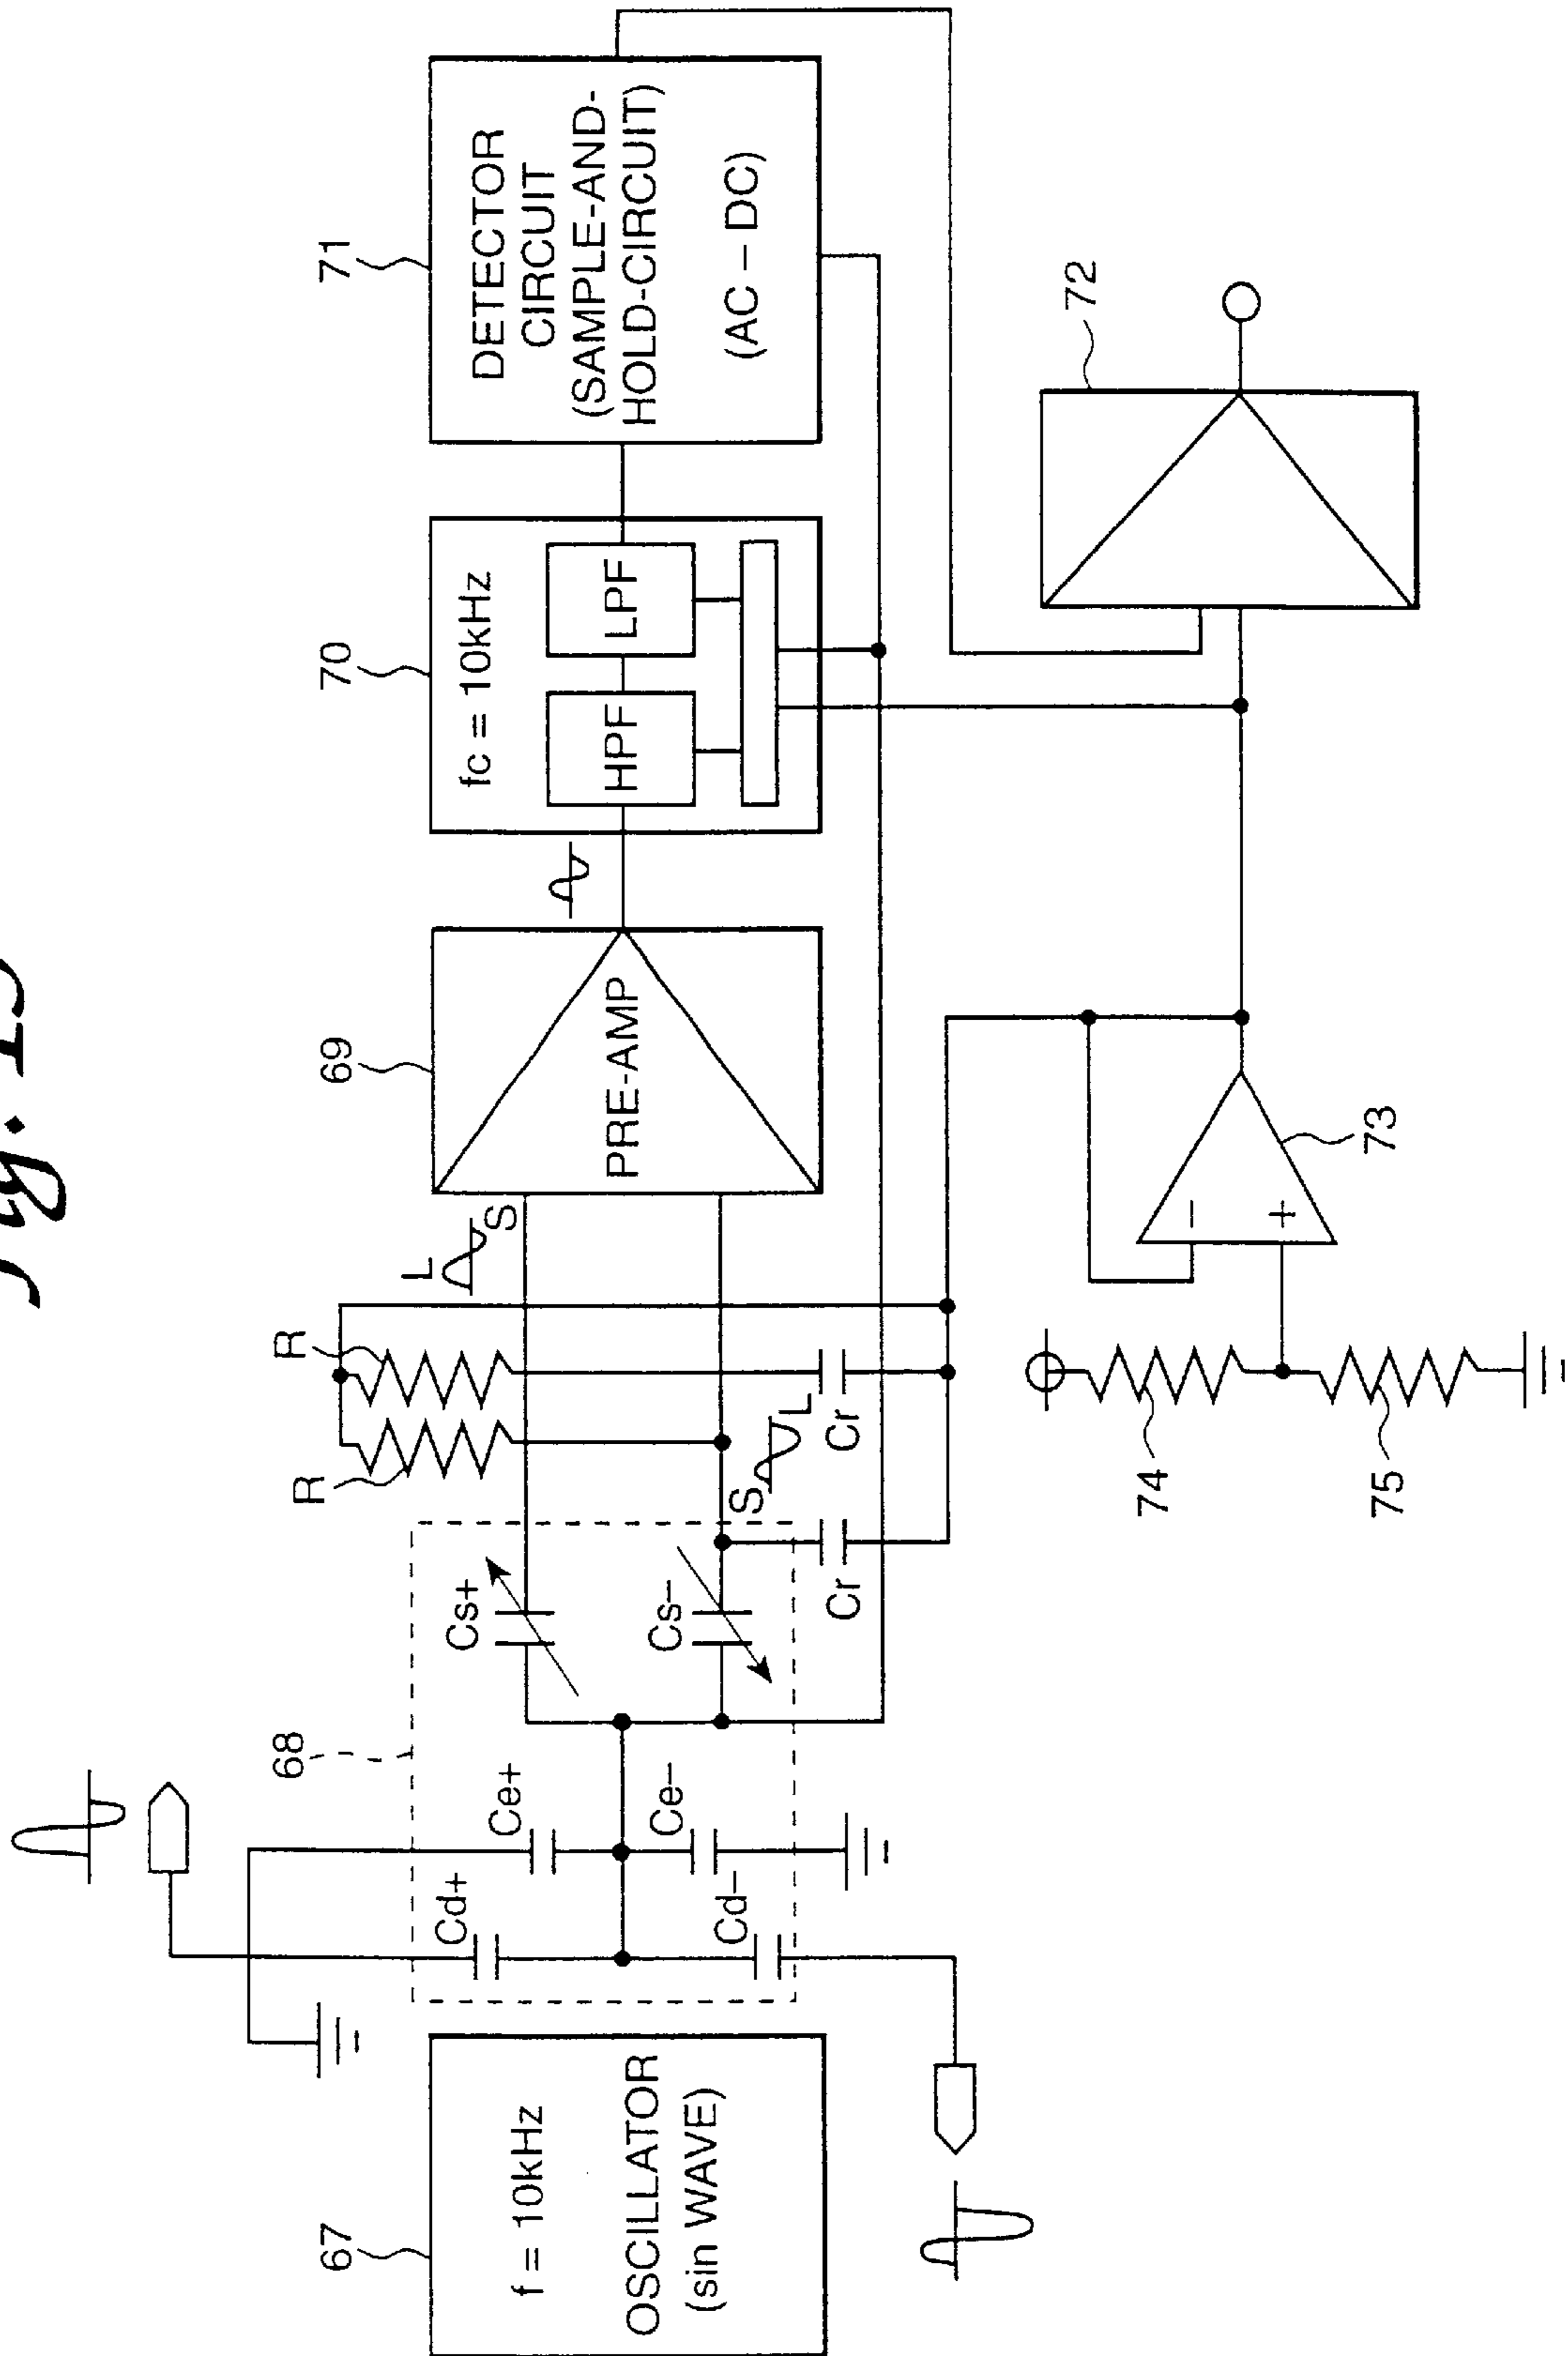 67
f = 10kHz
OSCILLATOR
(sin WAVE)
68
Cd+
Cd−
Ce+
Ce−
Cs+
Cs−
Cr
Cr
R
R
S
L
L
S
69
PRE-AMP
70
fc = 10kHz
HPF
LPF
71
DETECTOR
CIRCUIT
(SAMPLE-AND-
HOLD-CIRCUIT)
(AC – DC)
72
73
−
+
74
75